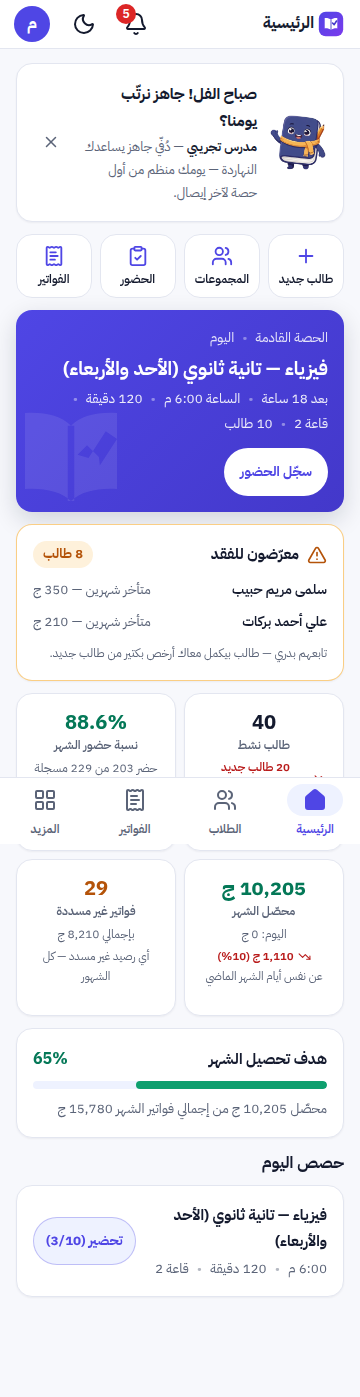 الرئيسية
5
م
صباح الفل! جاهز نرتّب
يومنا؟
مدرس تجريبي — دُفّي جاهز يساعدك
النهاردة — يومك منظم من أول
حصة لآخر إيصال.
طالب جديد
المجموعات
الحضور
الفواتير
الحصة القادمة • اليوم
فيزياء — تانية ثانوي (الأحد والأربعاء)
بعد 18 ساعة • الساعة 6:00 م • 120 دقيقة •
قاعة 2 • 10 طالب
سجّل الحضور
معرّضون للفقد
8 طالب
سلمى مريم حبيب
متأخر شهرين — 350 ج
علي أحمد بركات
متأخر شهرين — 210 ج
تابعهم بدري — طالب بيكمل معاك أرخص بكتير من طالب جديد.
40
طالب نشط
20 طالب جديد
88.6%
نسبة حضور الشهر
حضر 203 من 229 مسجلة
الرئيسية
الطلاب
الفواتير
المزيد
10,205 ج
محصّل الشهر
اليوم: 0 ج
1,110 ج (10%)
عن نفس أيام الشهر الماضي
29
فواتير غير مسددة
بإجمالي 8,210 ج
أي رصيد غير مسدد — كل
الشهور
هدف تحصيل الشهر
65%
محصّل 10,205 ج من إجمالي فواتير الشهر 15,780 ج
حصص اليوم
فيزياء — تانية ثانوي (الأحد
والأربعاء)
6:00 م • 120 دقيقة • قاعة 2
تحضير (3/10)